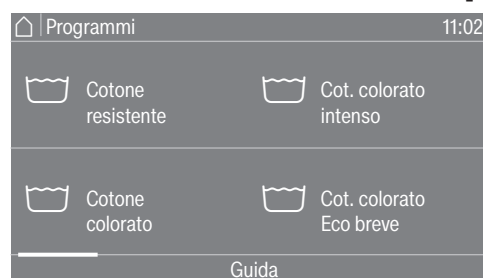 Programmi 11:02
Cotone
resistente
Cot. colorato
intenso
Cotone
colorato
Cot. colorato
Eco breve
Guida